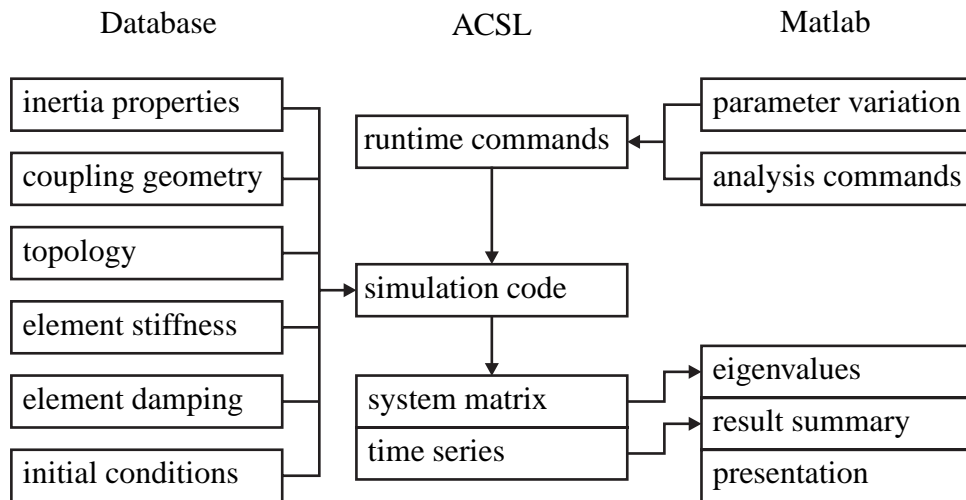 Database
ACSL
Matlab
inertia properties
coupling geometry
topology
element stiffness
element damping
initial conditions
runtime commands
simulation code
system matrix
time series
parameter variation
analysis commands
eigenvalues
result summary
presentation